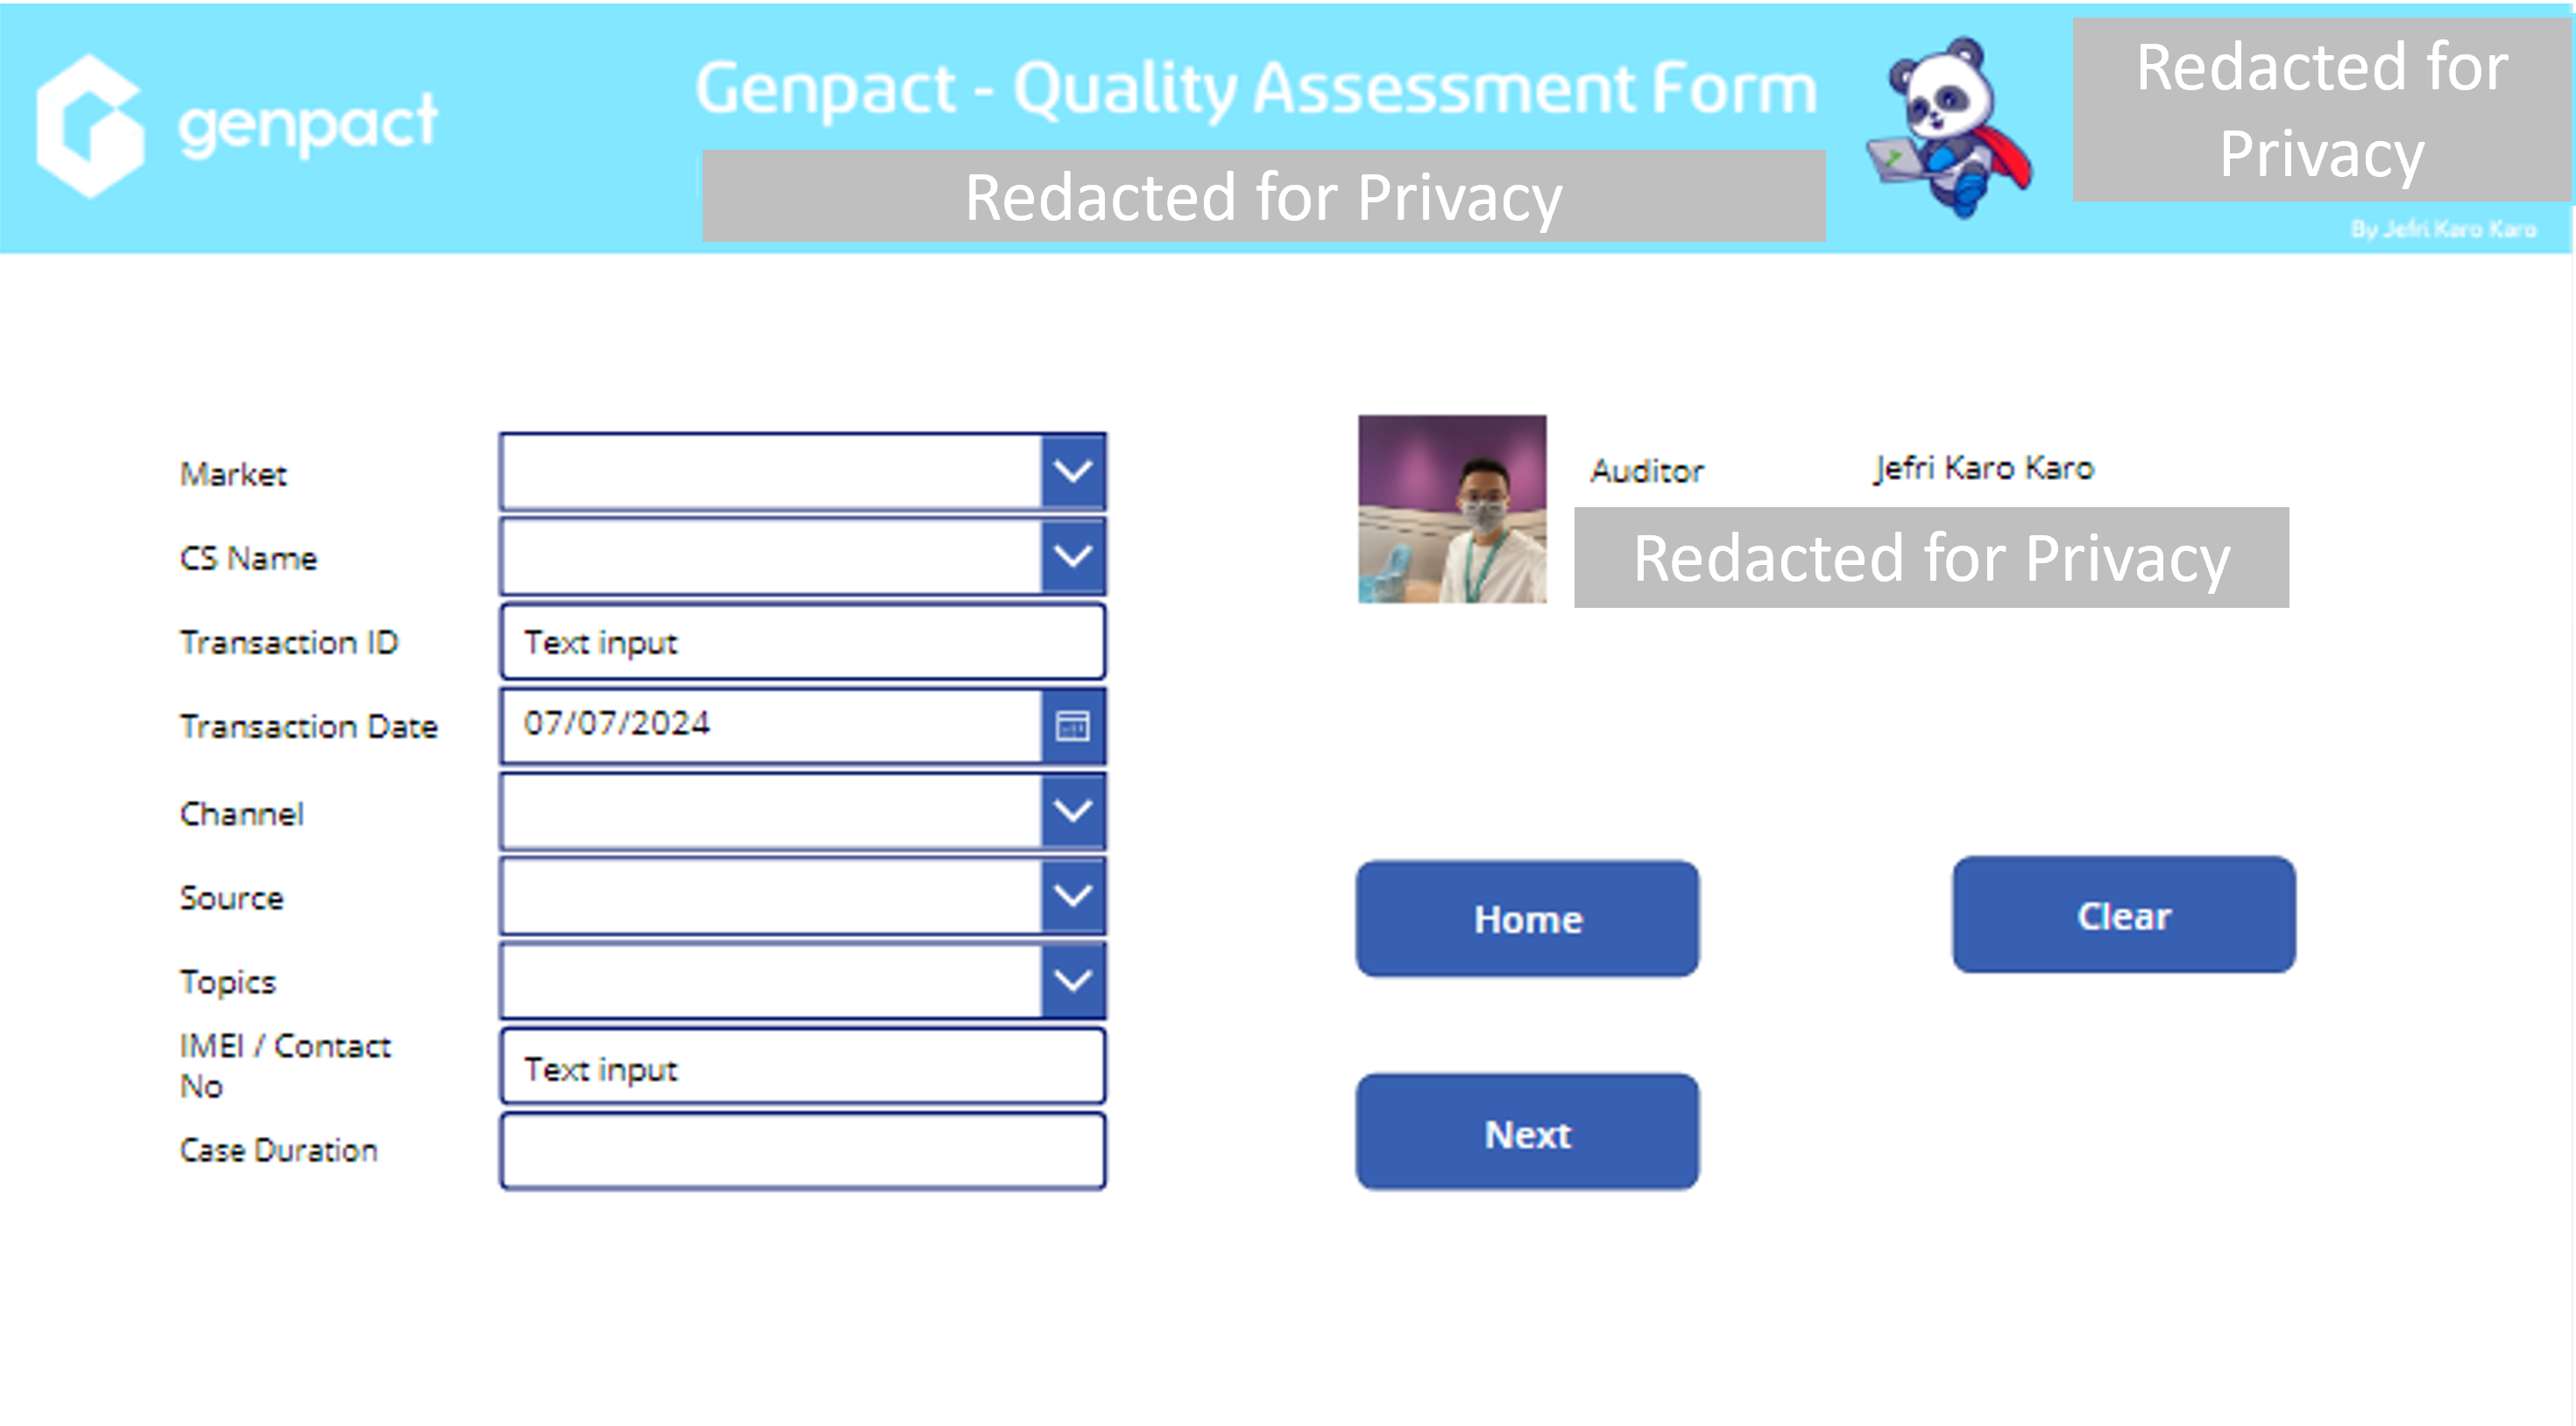 genpact
Genpact - Quality Assessment Form
Redacted for Privacy
Redacted for
Privacy
By Jefri Karo Karo
Market
CS Name
Transaction ID
Text input
Transaction Date
07/07/2024
Channel
Source
Topics
IMEI / Contact
No
Text input
Case Duration
Auditor
Jefri Karo Karo
Redacted for Privacy
Home
Clear
Next